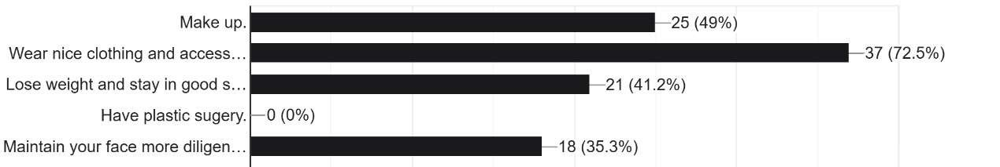 Make up. 25 (49%)
Wear nice clothing and access… 37 (72.5%)
Lose weight and stay in good s… 21 (41.2%)
Have plastic sugery. 0 (0%)
Maintain your face more diligen… 18 (35.3%)